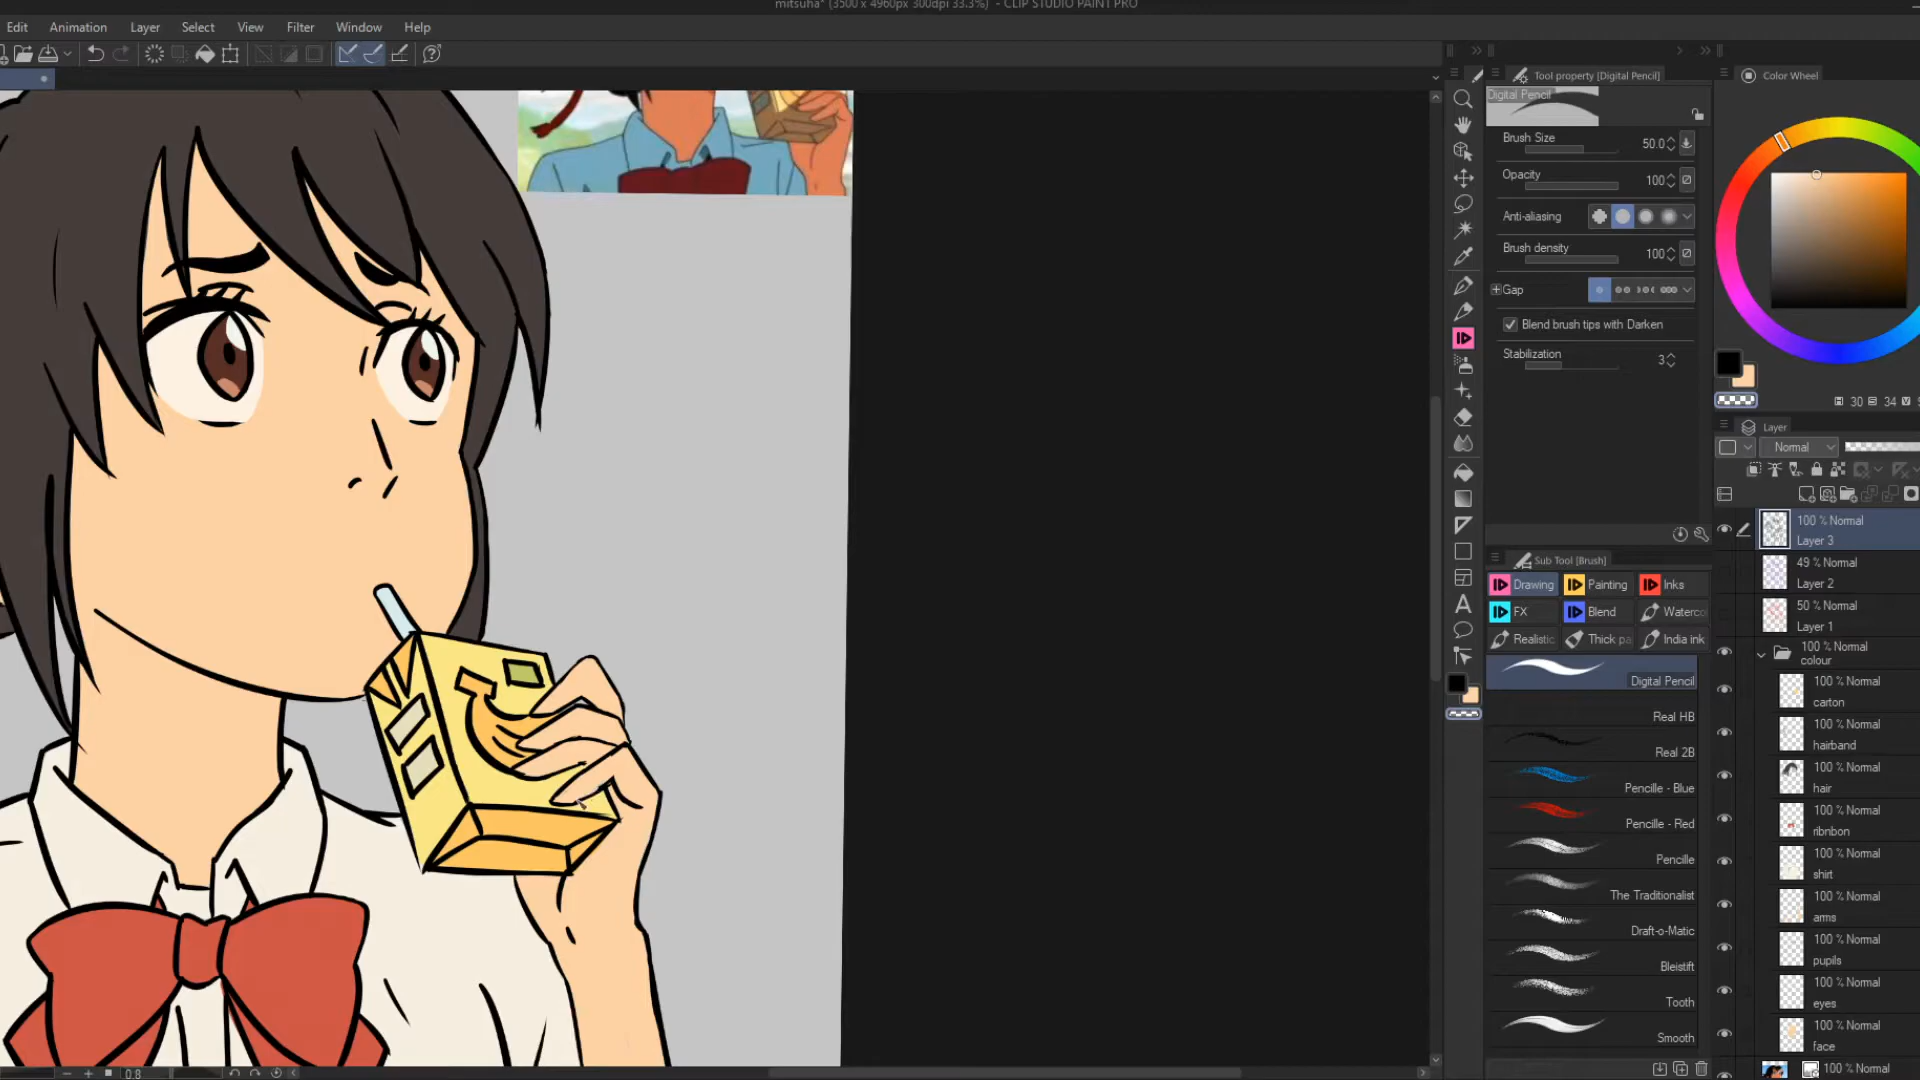 mitsuha* (3500 x 4960px 300dpi 33.3%) - CLIP STUDIO PAINT PRO
Edit Animation Layer Select View Filter Window Help
Tool property [Digital Pencil]
Digital Pencil
Brush Size 50.0
Opacity 100
Anti-aliasing
Brush density 100
Gap
Blend brush tips with Darken
Stabilization 3
Sub Tool [Brush]
Drawing Painting Inks
FX Blend Waterco
Realistic Thick pa India ink
Digital Pencil
Real HB
Real 2B
Pencille - Blue
Pencille - Red
Pencille
The Traditionalist
Draft-o-Matic
Bleistift
Tooth
Smooth
Color Wheel
H 30 S 34 V
Layer
Normal
100 % Normal
Layer 3
49 % Normal
Layer 2
50 % Normal
Layer 1
100 % Normal
colour
100 % Normal
carton
100 % Normal
hairband
100 % Normal
hair
100 % Normal
ribnbon
100 % Normal
shirt
100 % Normal
arms
100 % Normal
pupils
100 % Normal
eyes
100 % Normal
face
100 % Normal
0.8